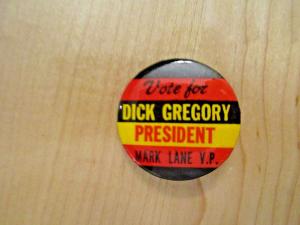 Vote for
DICK GREGORY
PRESIDENT
MARK LANE V.P.